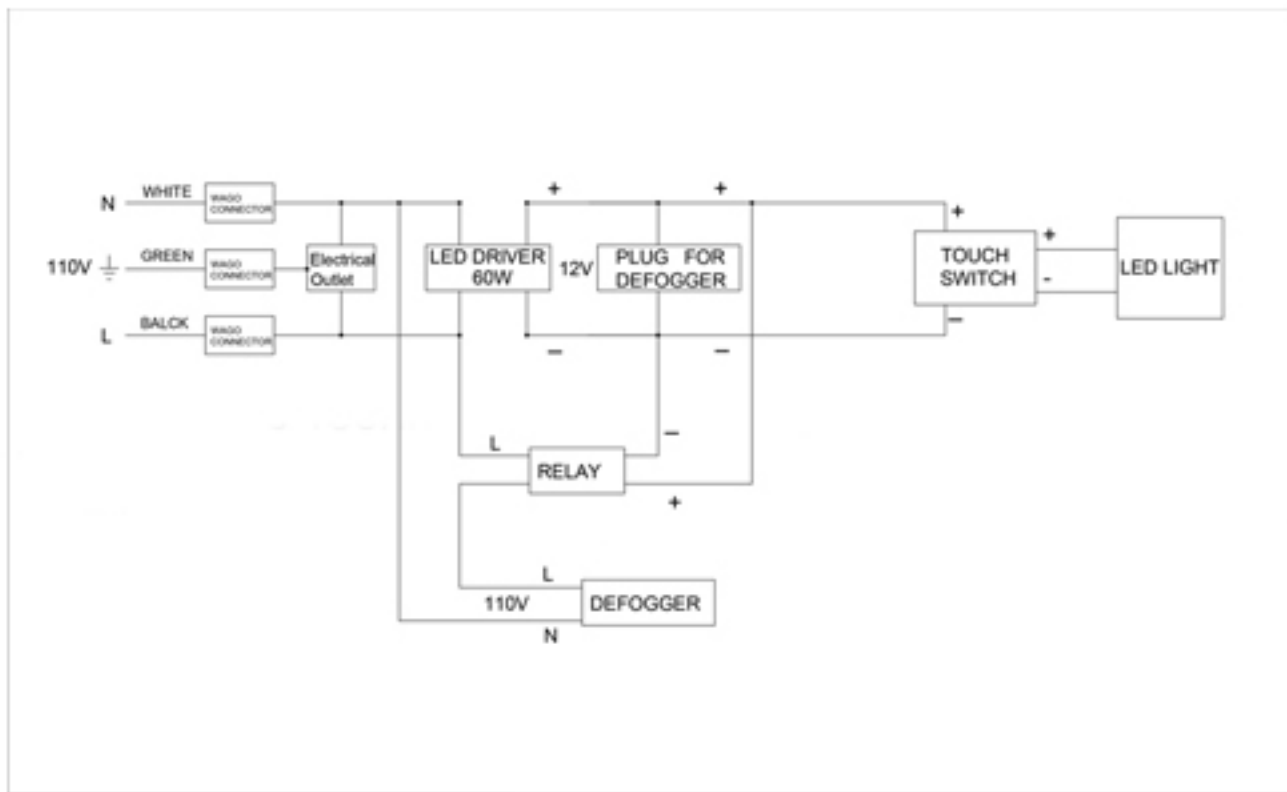 WHITE
N
WAGO
CONNECTOR
+
+
+
GREEN
110V
WAGO
CONNECTOR
Electrical
Outlet
LED DRIVER
60W
12V
PLUG FOR
DEFOGGER
TOUCH
SWITCH
+
-
LED LIGHT
BALCK
L
WAGO
CONNECTOR
–
–
–
L
RELAY
–
+
L
110V
N
DEFOGGER